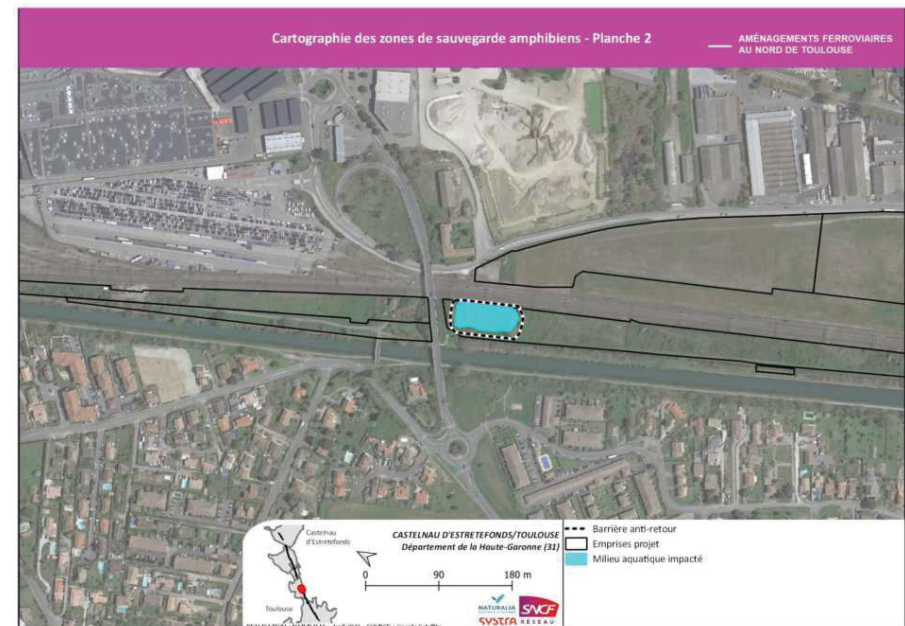 Cartographie des zones de sauvegarde amphibiens - Planche 2
AMÉNAGEMENTS FERROVIAIRES
AU NORD DE TOULOUSE
Castelnau
d'Estretefonds
Toulouse
CASTELNAU D'ESTRETEFONDS/TOULOUSE
Département de la Haute-Garonne (31)
0 90 180 m
NATURALIA
SYSTRA
SNCF
RÉSEAU
Barrière anti-retour
Emprises projet
Milieu aquatique impacté